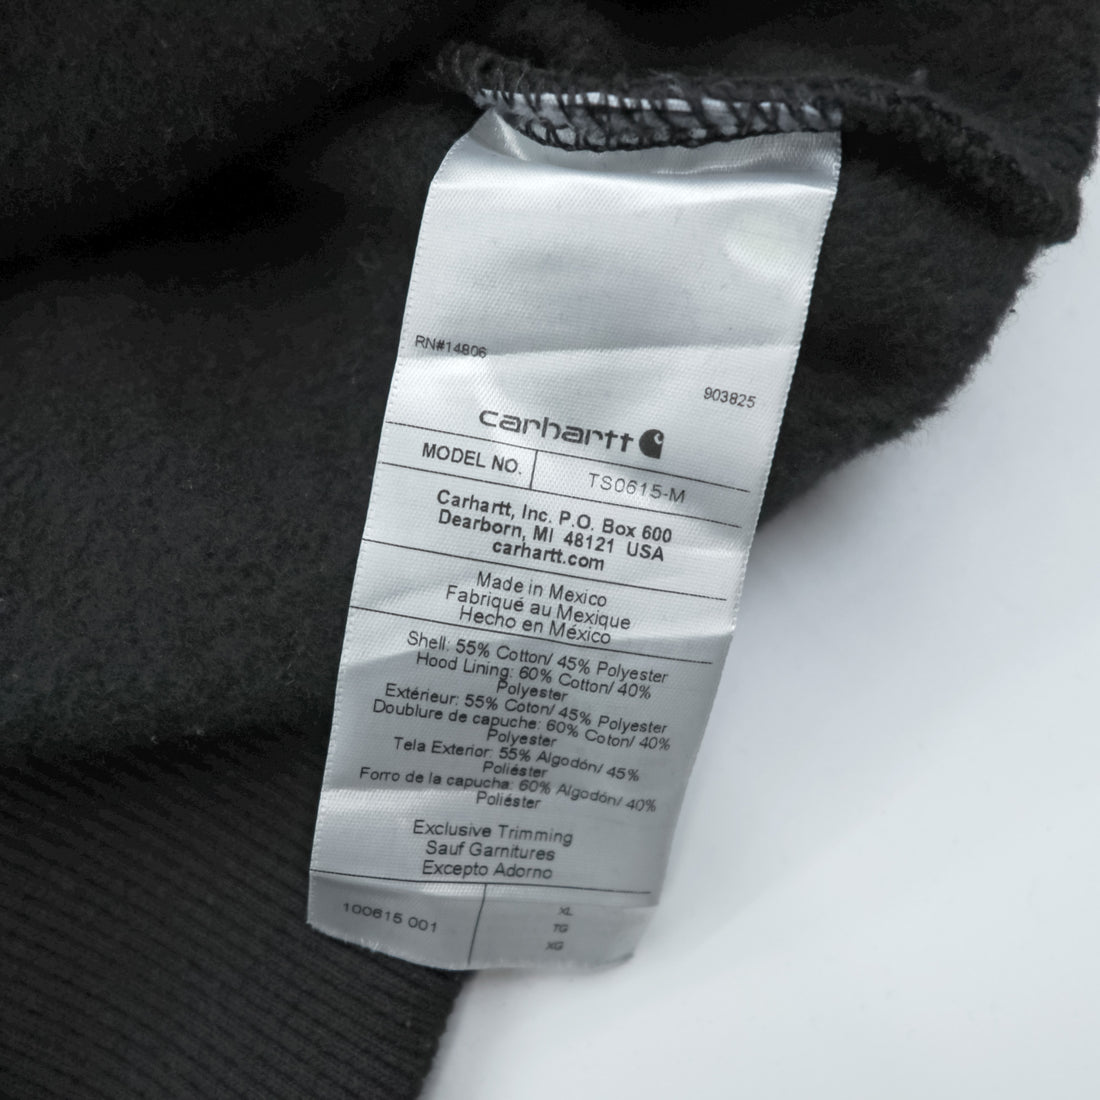 RN#14806
903825
carhartt
MODEL NO. TS0615-M
Carhartt, Inc. P.O. Box 600
Dearborn, MI 48121 USA
carhartt.com
Made in Mexico
Fabriqué au Mexique
Hecho en México
Shell: 55% Cotton/ 45% Polyester
Hood Lining: 60% Cotton/ 40%
Polyester
Extérieur: 55% Coton/ 45% Polyester
Doublure de capuche: 60% Coton/ 40%
Polyester
Tela Exterior: 55% Algodón/ 45%
Poliéster
Forro de la capucha: 60% Algodón/ 40%
Poliéster
Exclusive Trimming
Sauf Garnitures
Excepto Adorno
100615 001
XL
TG
XG